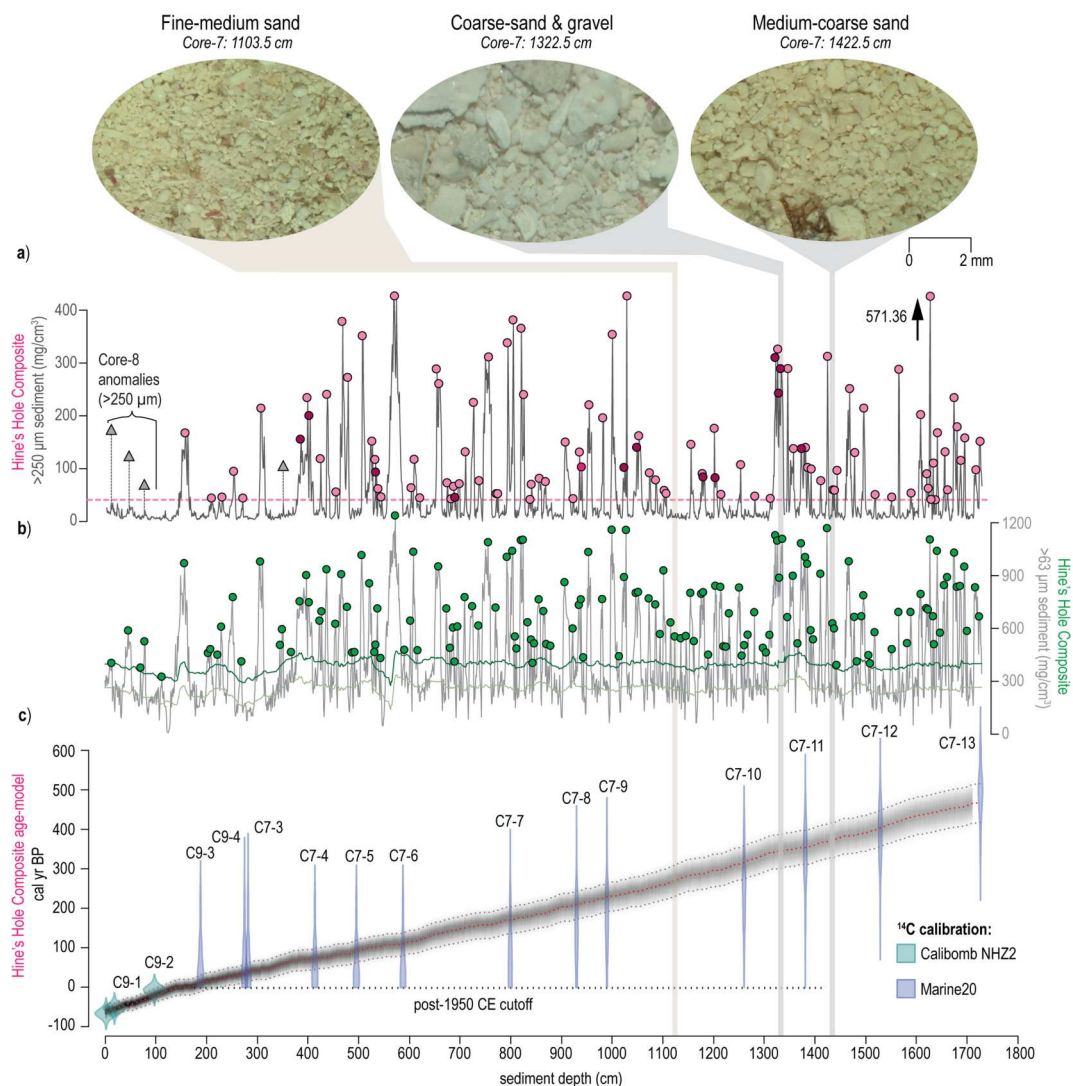 Fine-medium sand
Core-7: 1103.5 cm
Coarse-sand & gravel
Core-7: 1322.5 cm
Medium-coarse sand
Core-7: 1422.5 cm
a)
0 2 mm
Hine's Hole Composite
>250 µm sediment (mg/cm³)
400
300
200
100
0
Core-8
anomalies
(>250 µm)
571.36
b)
1200
900
600
300
0
>63 µm sediment (mg/cm³)
Hine's Hole Composite
c)
Hine's Hole Composite age-model
cal yr BP
600
500
400
300
200
100
0
-100
C9-1
C9-2
C9-3
C9-4
C7-3
C7-4
C7-5
C7-6
C7-7
C7-8
C7-9
C7-10
C7-11
C7-12
C7-13
post-1950 CE cutoff
¹⁴C calibration:
Calibomb NHZ2
Marine20
0 100 200 300 400 500 600 700 800 900 1000 1100 1200 1300 1400 1500 1600 1700 1800
sediment depth (cm)